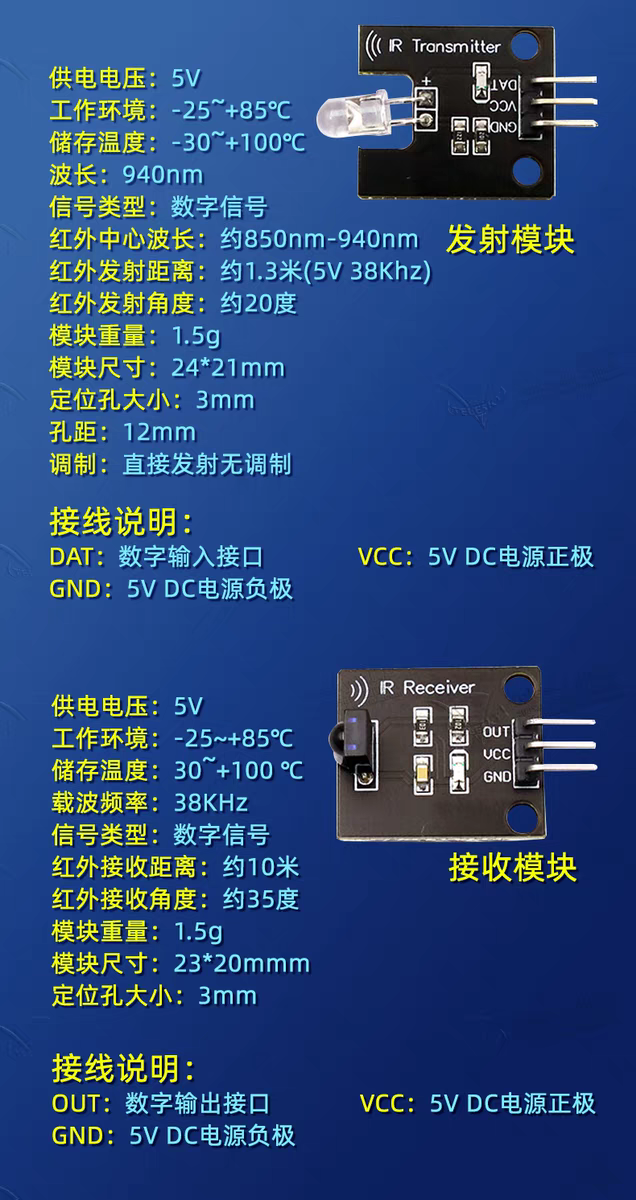 IR Transmitter
DAT
VCC
GND
+
供电电压：5V
工作环境：-25~+85℃
储存温度：-30~+100℃
波长：940nm
信号类型：数字信号
红外中心波长：约850nm-940nm
发射模块
红外发射距离：约1.3米(5V 38Khz)
红外发射角度：约20度
模块重量：1.5g
模块尺寸：24*21mm
定位孔大小：3mm
孔距：12mm
调制：直接发射无调制
接线说明：
DAT：数字输入接口 VCC：5V DC电源正极
GND：5V DC电源负极
IR Receiver
OUT
VCC
GND
供电电压：5V
工作环境：-25~+85℃
储存温度：30~+100 ℃
载波频率：38KHz
信号类型：数字信号
红外接收距离：约10米
接收模块
红外接收角度：约35度
模块重量：1.5g
模块尺寸：23*20mmm
定位孔大小：3mm
接线说明：
OUT：数字输出接口 VCC：5V DC电源正极
GND：5V DC电源负极